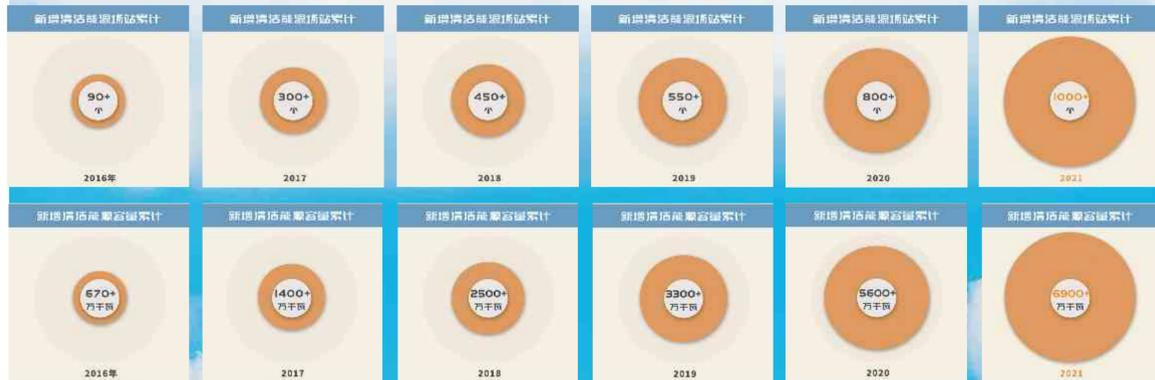 新增清洁能源场站累计
新增清洁能源场站累计
新增清洁能源场站累计
新增清洁能源场站累计
新增清洁能源场站累计
新增清洁能源场站累计
90+
个
300+
个
450+
个
550+
个
800+
个
1000+
个
2016年
2017
2018
2019
2020
2021
新增清洁能源容量累计
新增清洁能源容量累计
新增清洁能源容量累计
新增清洁能源容量累计
新增清洁能源容量累计
新增清洁能源容量累计
670+
万千瓦
1400+
万千瓦
2500+
万千瓦
3300+
万千瓦
5600+
万千瓦
6900+
万千瓦
2016年
2017
2018
2019
2020
2021